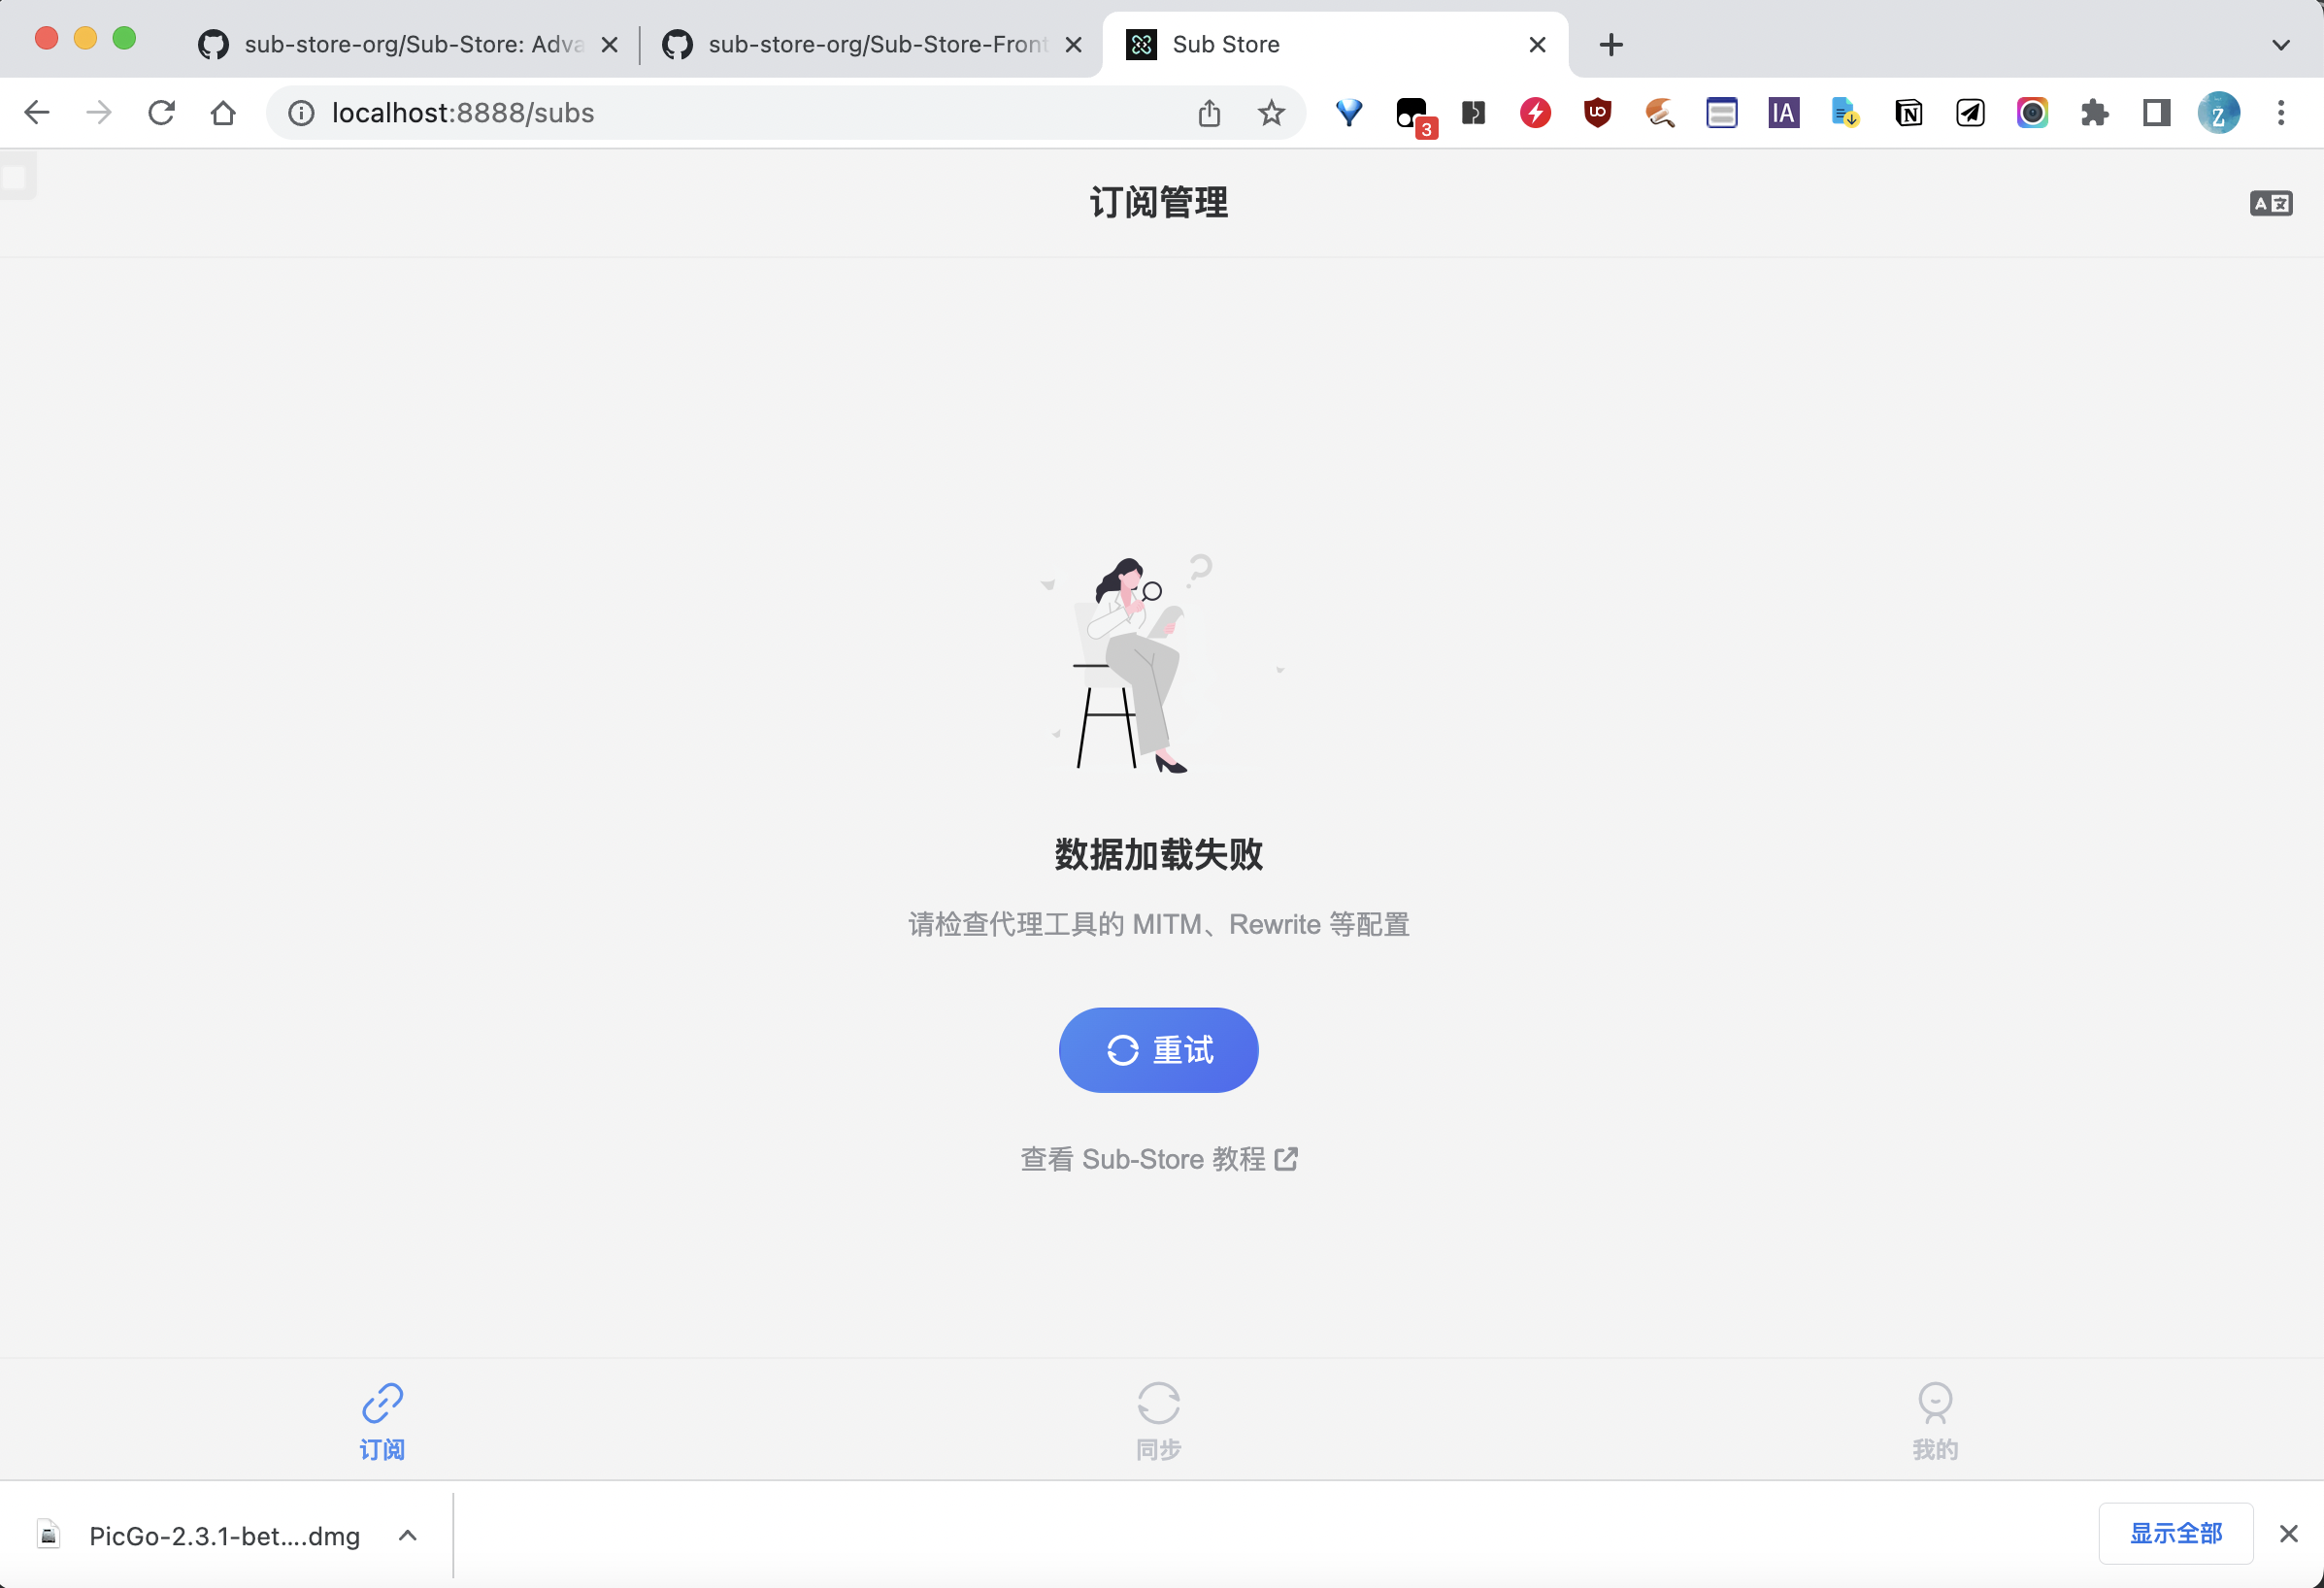 sub-store-org/Sub-Store: Adva
sub-store-org/Sub-Store-Front
Sub Store
localhost:8888/subs
3
IA
Z
订阅管理
A 文
数据加载失败
请检查代理工具的 MITM、Rewrite 等配置
重试
查看 Sub-Store 教程
订阅
同步
我的
PicGo-2.3.1-bet....dmg
显示全部